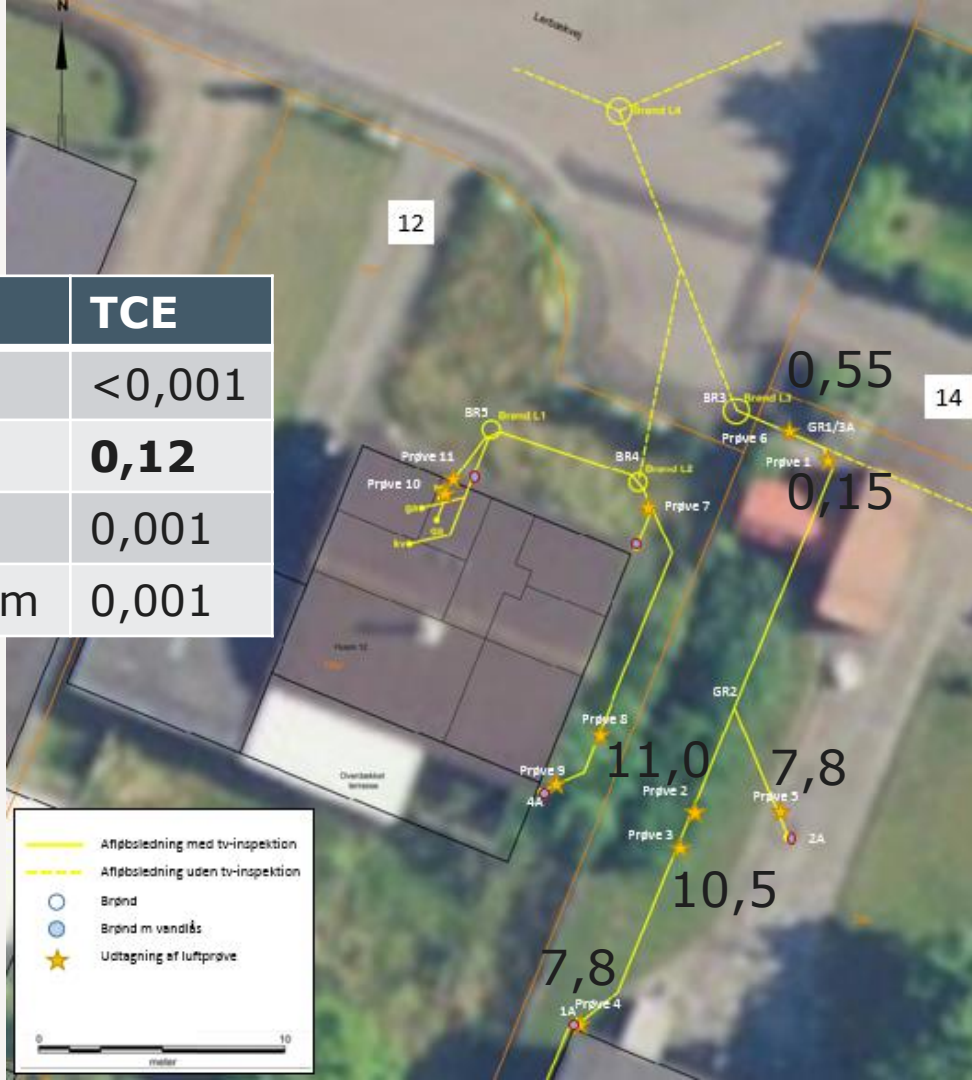 N
Lerbækvej
Brønd L4
12
TCE
<0,001
0,12
0,001
m 0,001
0,55
14
BR3 Brønd L3
GR1/3A
Prøve 6
BR5 Brønd L1
BR4
Prøve 1
Prøve 11
Brønd L2
Prøve 10
0,15
Prøve 7
kv
GR2
Prøve 8
11,0
7,8
Prøve 9
Overdækket
terrasse
4A
Prøve 2
Prøve 5
Prøve 3
2A
10,5
7,8
Prøve 4
1A
Afløbsledning med tv-inspektion
Afløbsledning uden tv-inspektion
Brønd
Brønd m vandlås
Udtagning af luftprøve
0 10
meter